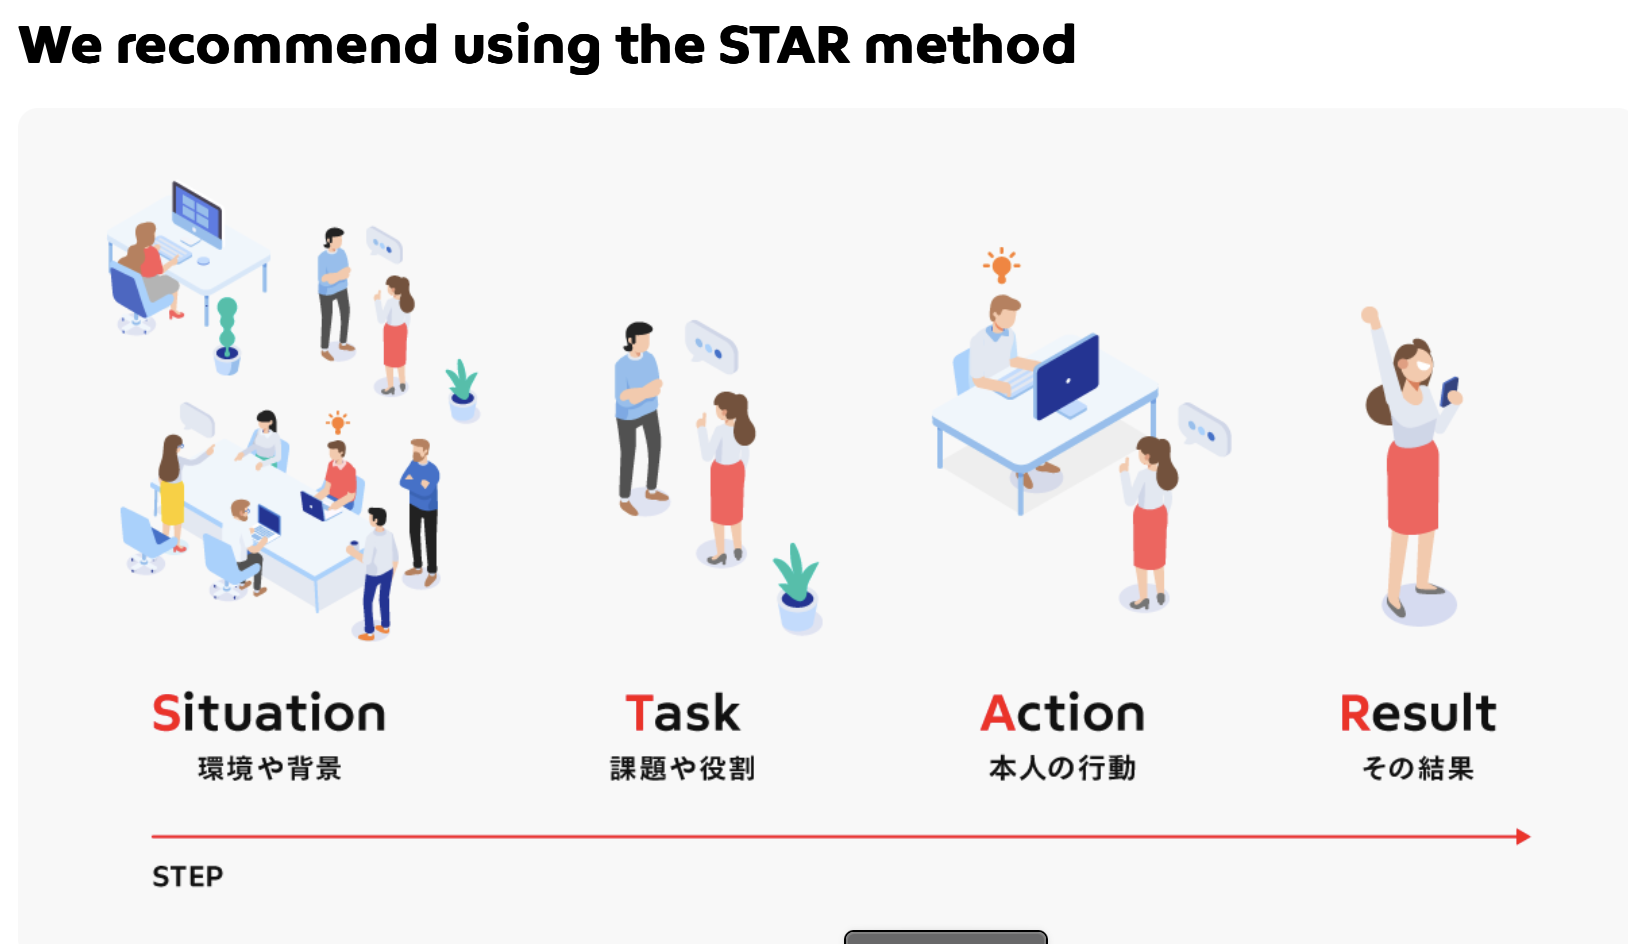 We recommend using the STAR method
Situation
環境や背景
Task
課題や役割
Action
本人の行動
Result
その結果
STEP